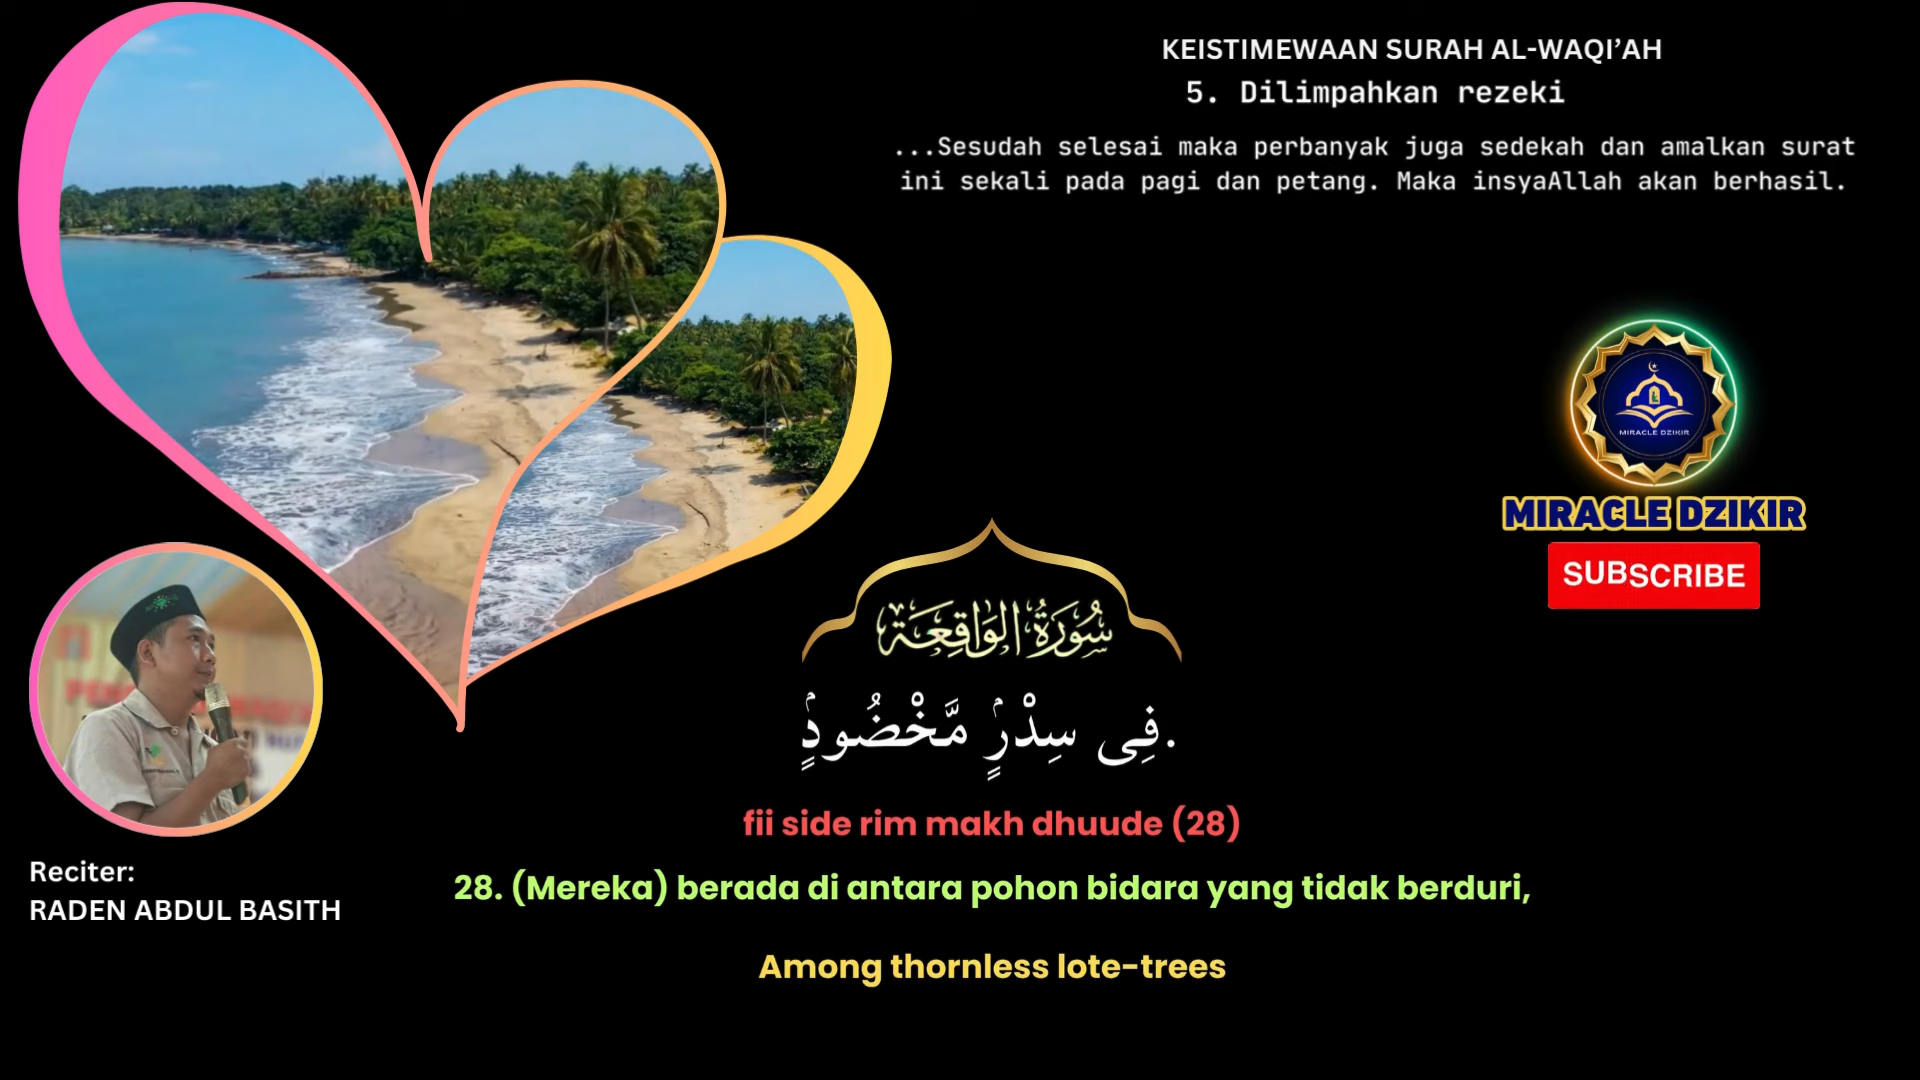 KEISTIMEWAAN SURAH AL-WAQI’AH
5. Dilimpahkan rezeki
...Sesudah selesai maka perbanyak juga sedekah dan amalkan surat
ini sekali pada pagi dan petang. Maka insyaAllah akan berhasil.
MIRACLE DZIKIR
MIRACLE DZIKIR
SUBSCRIBE
سُورَةُ الوَاقِعَة
.فِى سِدْرٍۢ مَّخْضُودٍۢ
fii side rim makh dhuude (28)
28. (Mereka) berada di antara pohon bidara yang tidak berduri,
Among thornless lote-trees
Reciter:
RADEN ABDUL BASITH